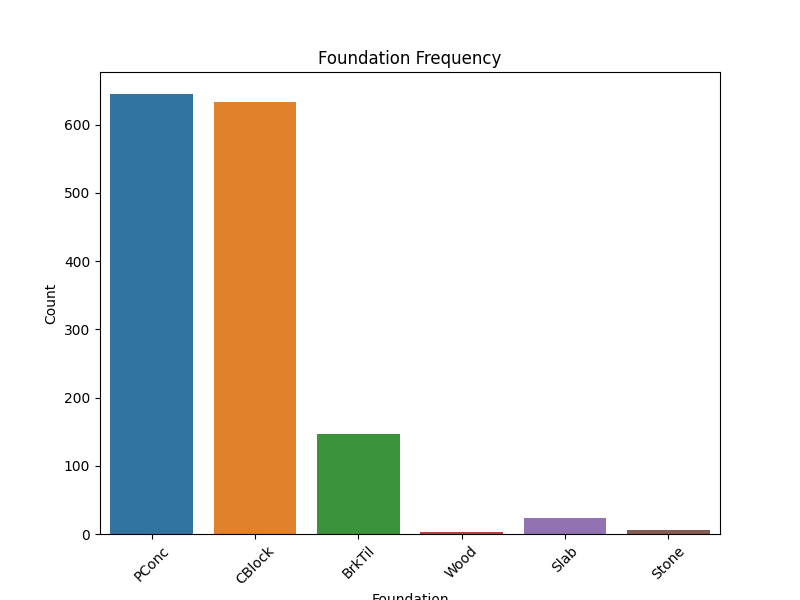 Foundation Frequency
Count
600
500
400
300
200
100
0
PConc
CBlock
BrkTil
Wood
Slab
Stone
Foundation